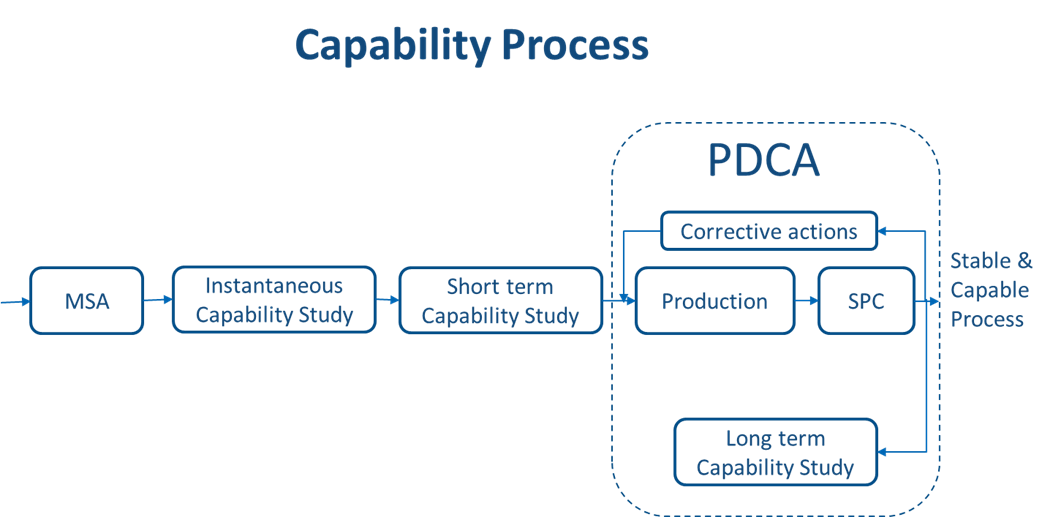 Capability Process
PDCA
Corrective actions
MSA
Instantaneous
Capability Study
Short term
Capability Study
Production
SPC
Stable &
Capable
Process
Long term
Capability Study